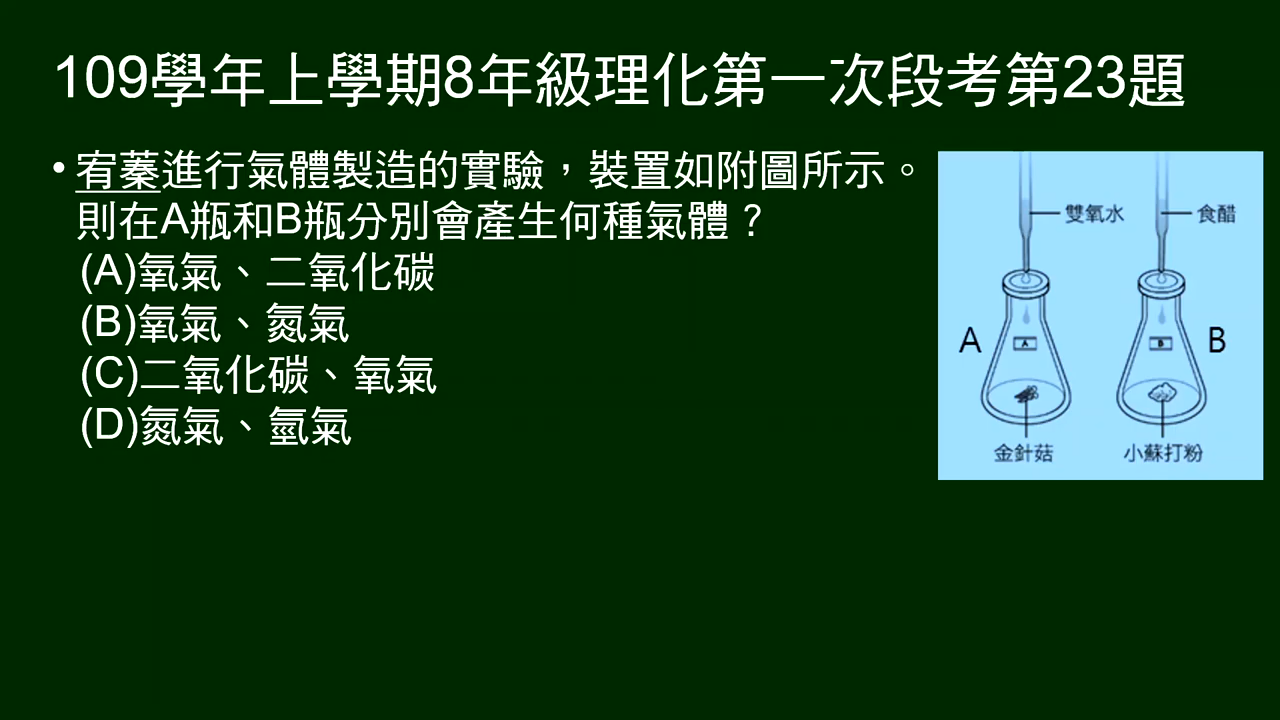 109學年上學期8年級理化第一次段考第23題
• 宥蓁進行氣體製造的實驗，裝置如附圖所示。
則在A瓶和B瓶分別會產生何種氣體？
(A)氧氣、二氧化碳
(B)氧氣、氮氣
(C)二氧化碳、氧氣
(D)氮氣、氫氣
雙氧水
食醋
A
A
B
B
金針菇
小蘇打粉